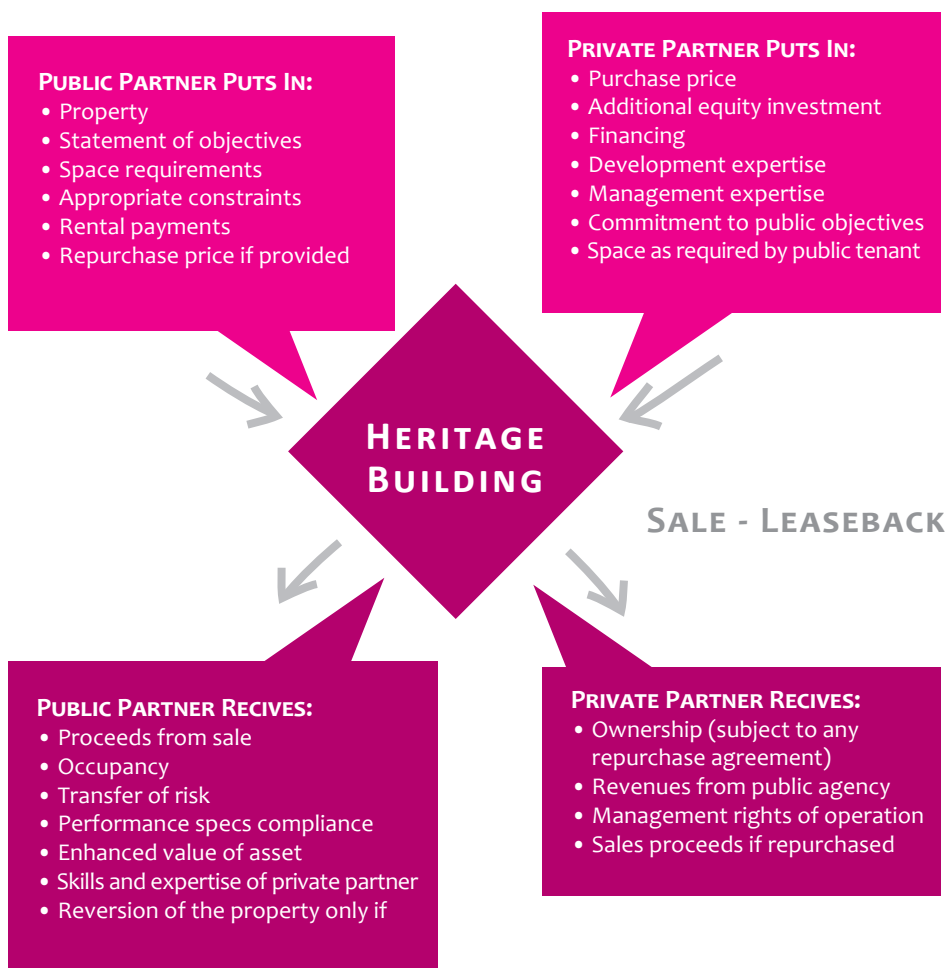 PUBLIC PARTNER PUTS IN:
• Property
• Statement of objectives
• Space requirements
• Appropriate constraints
• Rental payments
• Repurchase price if provided
PRIVATE PARTNER PUTS IN:
• Purchase price
• Additional equity investment
• Financing
• Development expertise
• Management expertise
• Commitment to public objectives
• Space as required by public tenant
HERITAGE
BUILDING
SALE - LEASEBACK
PUBLIC PARTNER RECIVES:
• Proceeds from sale
• Occupancy
• Transfer of risk
• Performance specs compliance
• Enhanced value of asset
• Skills and expertise of private partner
• Reversion of the property only if
PRIVATE PARTNER RECIVES:
• Ownership (subject to any
repurchase agreement)
• Revenues from public agency
• Management rights of operation
• Sales proceeds if repurchased